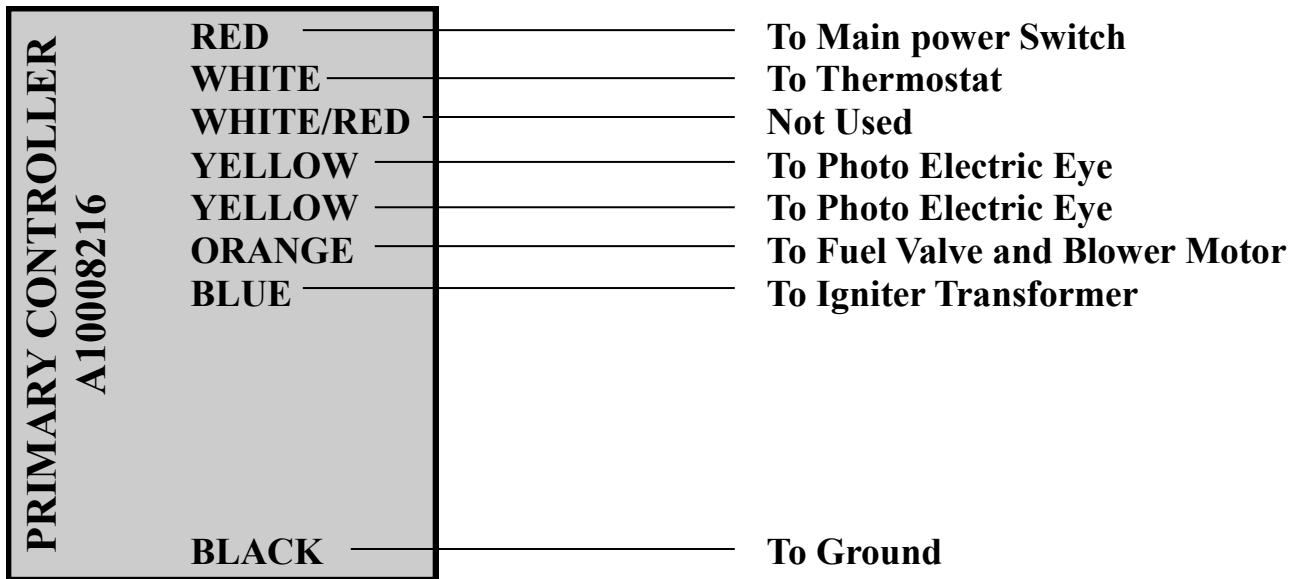 PRIMARY CONTROLLER
A10008216
RED To Main power Switch
WHITE To Thermostat
WHITE/RED Not Used
YELLOW To Photo Electric Eye
YELLOW To Photo Electric Eye
ORANGE To Fuel Valve and Blower Motor
BLUE To Igniter Transformer
BLACK To Ground